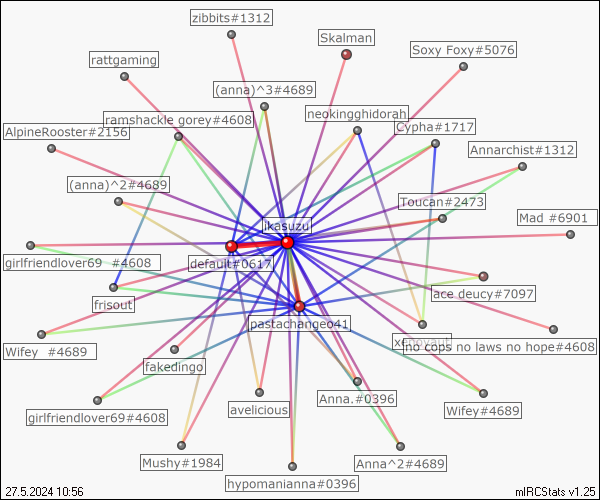 zibbits#1312
Skalman
Soxy Foxy#5076
rattgaming
(anna)^3#4689
ramshackle gorey#4608
neokingghidorah
AlpineRooster#2156
Cypha#1717
Annarchist#1312
(anna)^2#4689
Toucan#2473
ikasuzu
Mad #6901
girlfriendlover69 #4608
default#0617
frisout
ace.deucy#7097
pastachangeo41
xenovaut
no cops no laws no hope#4608
Wifey #4689
fakedingo
avelicious
Anna.#0396
Wifey#4689
girlfriendlover69#4608
Mushy#1984
hypomanianna#0396
Anna^2#4689
27.5.2024 10:56
mIRCStats v1.25